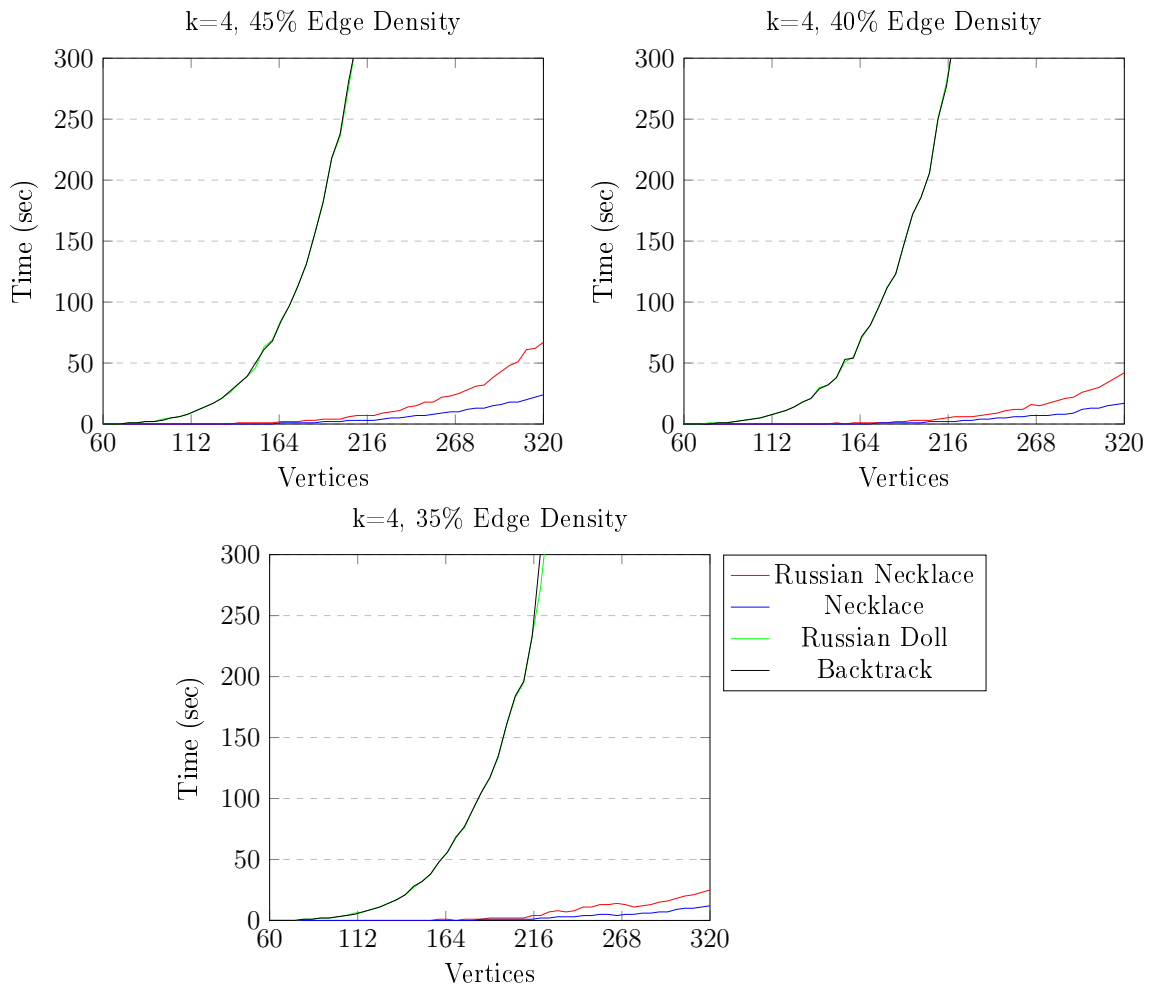 k=4, 45% Edge Density
300
250
200
150
100
50
0
Time (sec)
60 112 164 216 268 320
Vertices
k=4, 40% Edge Density
300
250
200
150
100
50
0
Time (sec)
60 112 164 216 268 320
Vertices
k=4, 35% Edge Density
300
250
200
150
100
50
0
Time (sec)
60 112 164 216 268 320
Vertices
Russian Necklace
Necklace
Russian Doll
Backtrack